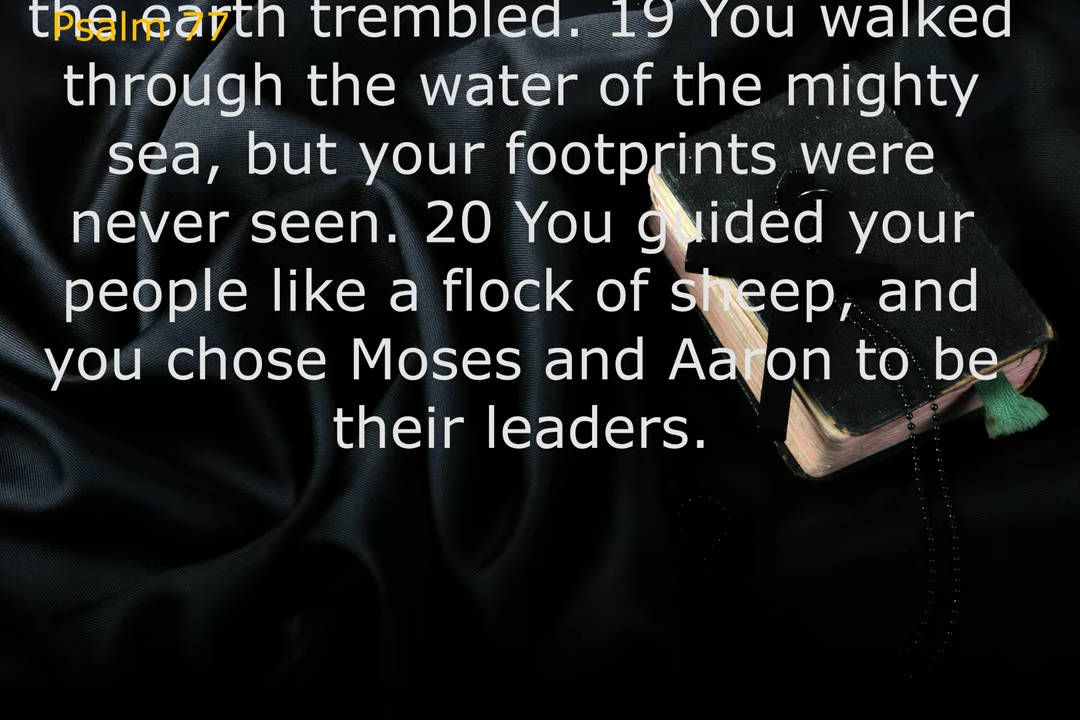 Psalm 77
the earth trembled. 19 You walked
through the water of the mighty
sea, but your footprints were
never seen. 20 You guided your
people like a flock of sheep, and
you chose Moses and Aaron to be
their leaders.